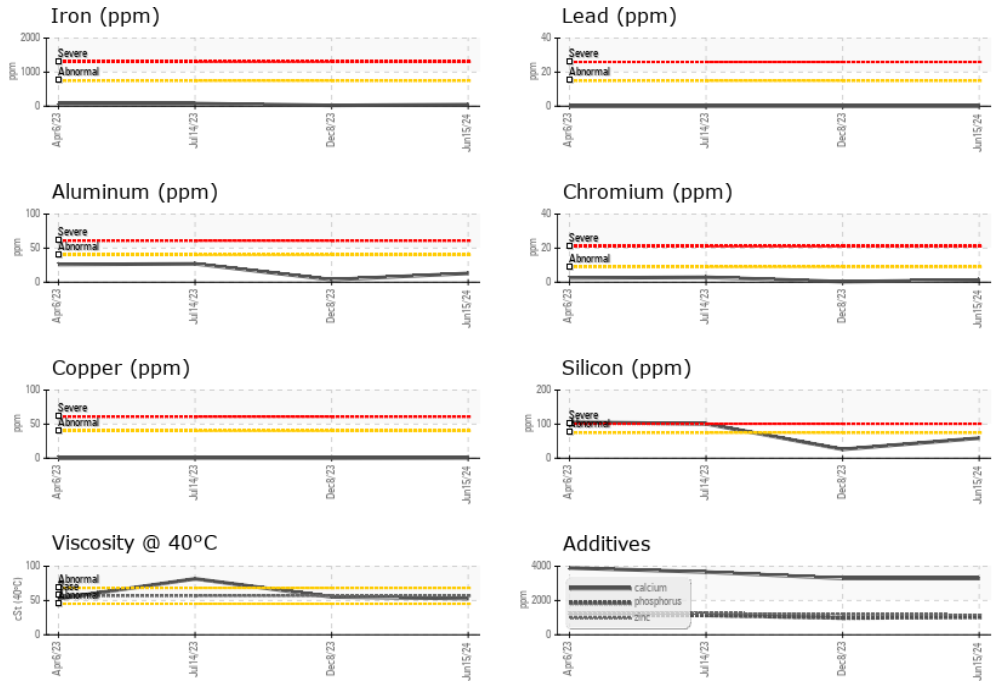 Iron (ppm)
2000
1000
0
ppm
Severe
Abnormal
Apr6/23
Jul14/23
Dec8/23
Jun15/24
Lead (ppm)
40
20
0
ppm
Severe
Abnormal
Apr6/23
Jul14/23
Dec8/23
Jun15/24
Aluminum (ppm)
100
50
0
ppm
Severe
Abnormal
Apr6/23
Jul14/23
Dec8/23
Jun15/24
Chromium (ppm)
40
20
0
ppm
Severe
Abnormal
Apr6/23
Jul14/23
Dec8/23
Jun15/24
Copper (ppm)
100
50
0
ppm
Severe
Abnormal
Apr6/23
Jul14/23
Dec8/23
Jun15/24
Silicon (ppm)
200
100
0
ppm
Severe
Abnormal
Apr6/23
Jul14/23
Dec8/23
Jun15/24
Viscosity @ 40°C
100
50
0
cSt (40°C)
Abnormal
Base
Abnormal
Apr6/23
Jul14/23
Dec8/23
Jun15/24
Additives
4000
2000
0
ppm
calcium
phosphorus
zinc
Apr6/23
Jul14/23
Dec8/23
Jun15/24